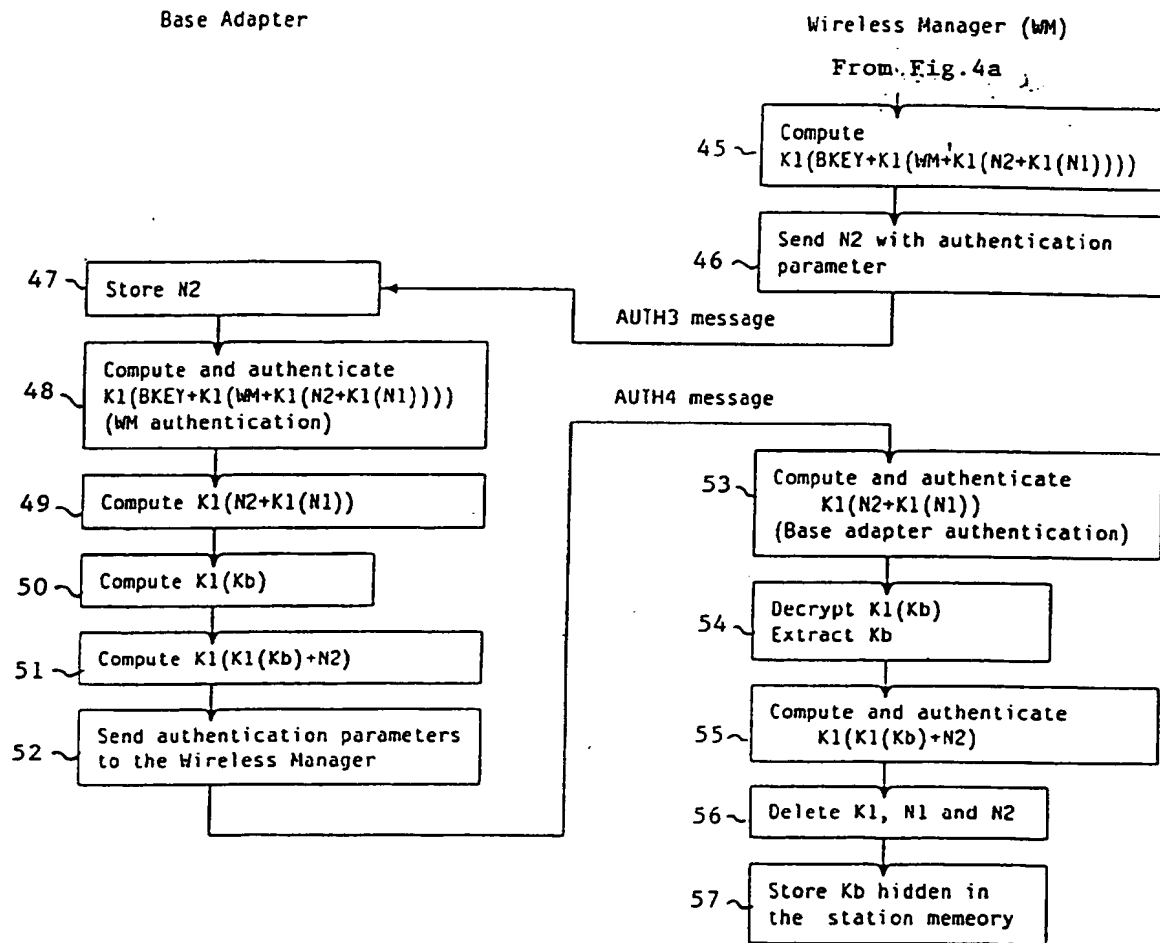 Base Adapter
Wireless Manager (WM)
From Fig.4a
45
Compute
K1(BKEY+K1(WM+K1(N2+K1(N1))))
46
Send N2 with authentication
parameter
47
Store N2
AUTH3 message
48
Compute and authenticate
K1(BKEY+K1(WM+K1(N2+K1(N1))))
(WM authentication)
AUTH4 message
49
Compute K1(N2+K1(N1))
53
Compute and authenticate
K1(N2+K1(N1))
(Base adapter authentication)
50
Compute K1(Kb)
54
Decrypt K1(Kb)
Extract Kb
51
Compute K1(K1(Kb)+N2)
55
Compute and authenticate
K1(K1(Kb)+N2)
52
Send authentication parameters
to the Wireless Manager
56
Delete K1, N1 and N2
57
Store Kb hidden in
the station memeory